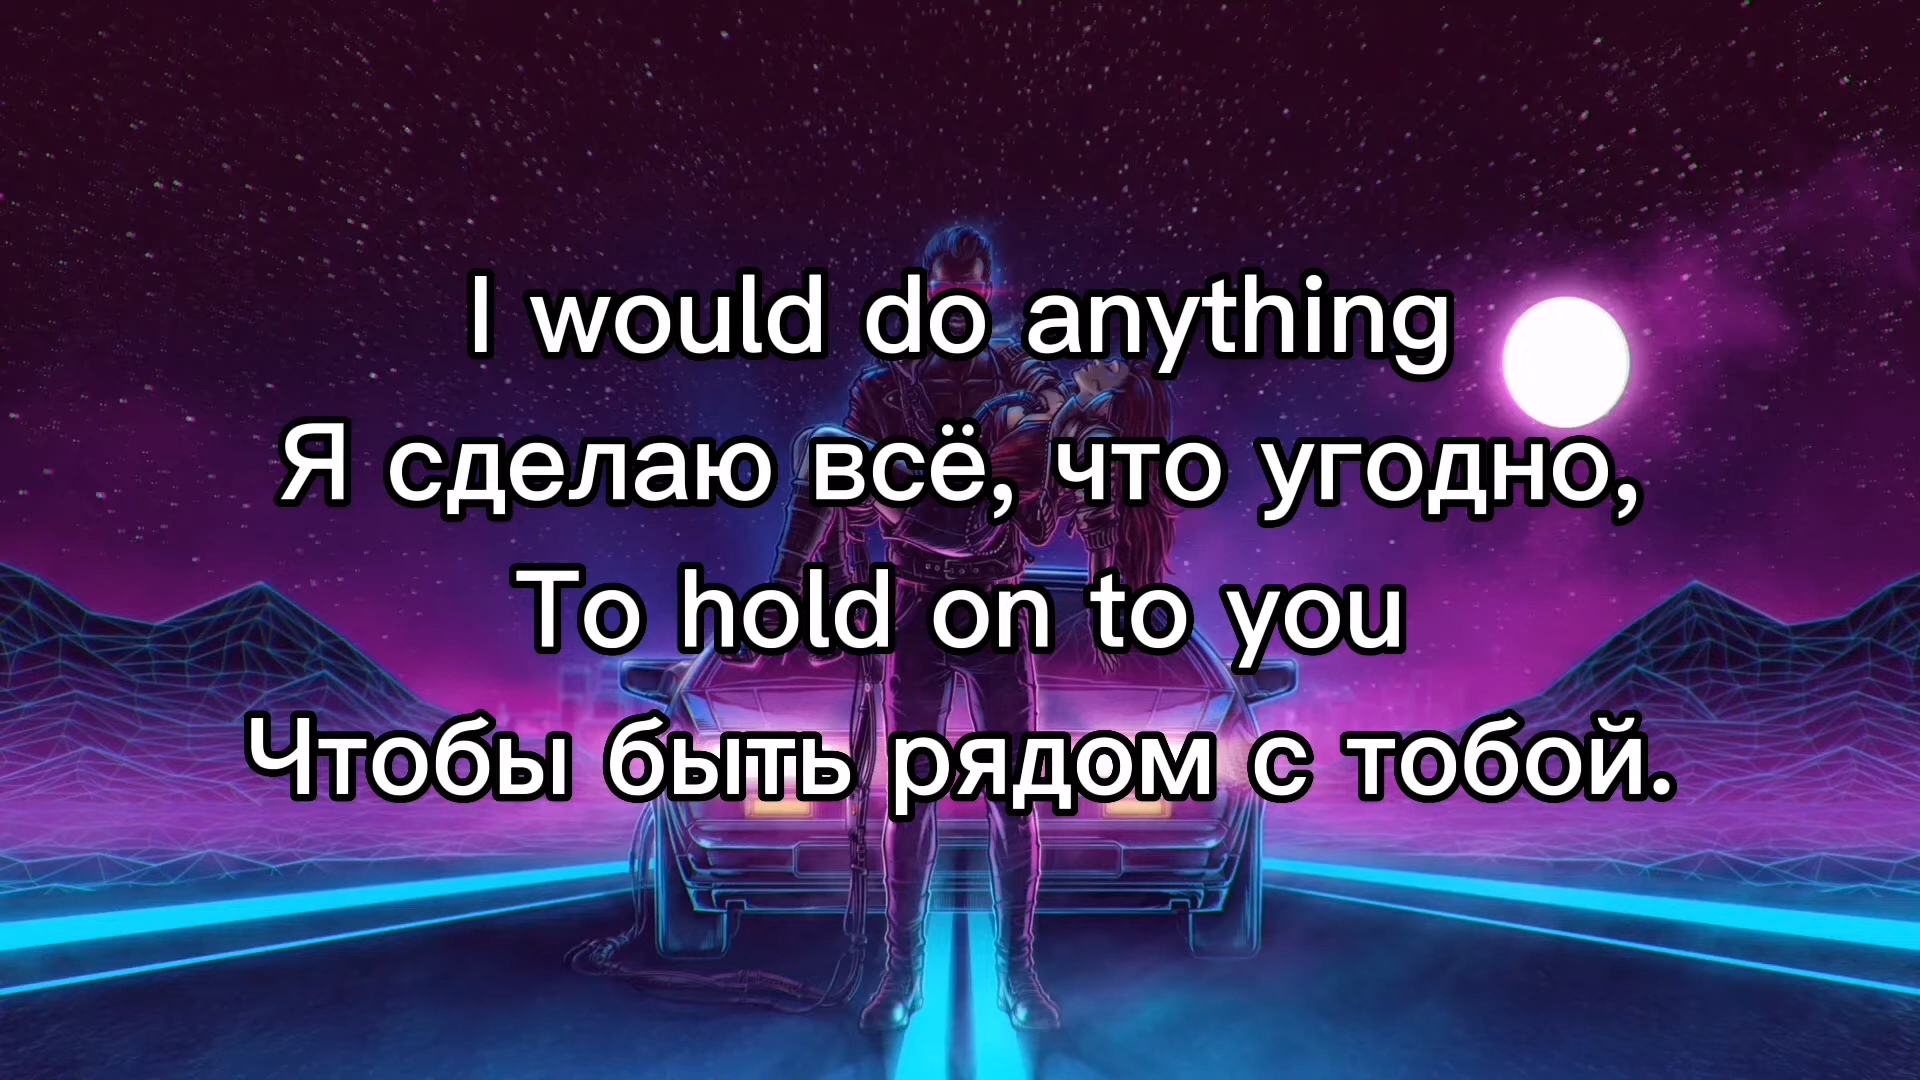 I would do anything
Я сделаю всё, что угодно,
To hold on to you
Чтобы быть рядом с тобой.